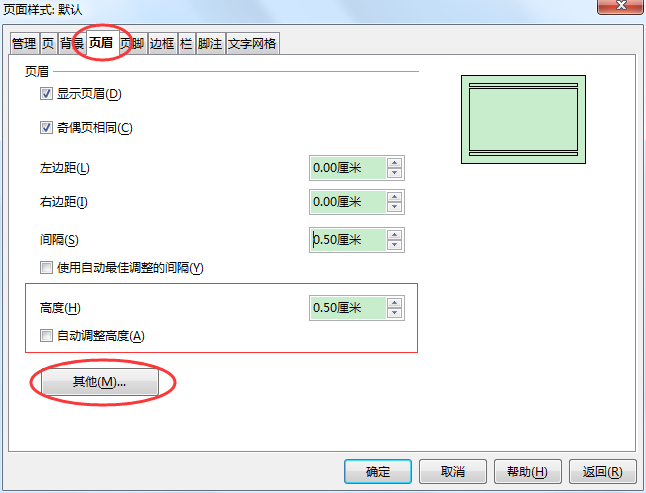 页面样式: 默认
管理 页 背景 页眉 页脚 边框 栏 脚注 文字网格
页眉
显示页眉(D)
奇偶页相同(C)
左边距(L) 0.00厘米
右边距(I) 0.00厘米
间隔(S) 0.50厘米
使用自动最佳调整的间隔(Y)
高度(H) 0.50厘米
自动调整高度(A)
其他(M)...
确定 取消 帮助(H) 返回(R)